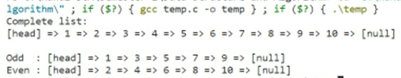 lgorithm\" ; if ($?) { gcc temp.c -o temp } ; if ($?) { .\temp }
Complete list:
[head] => 1 => 2 => 3 => 4 => 5 => 6 => 7 => 8 => 9 => 10 => [null]
Odd : [head] => 1 => 3 => 5 => 7 => 9 => [null]
Even : [head] => 2 => 4 => 6 => 8 => 10 => [null]